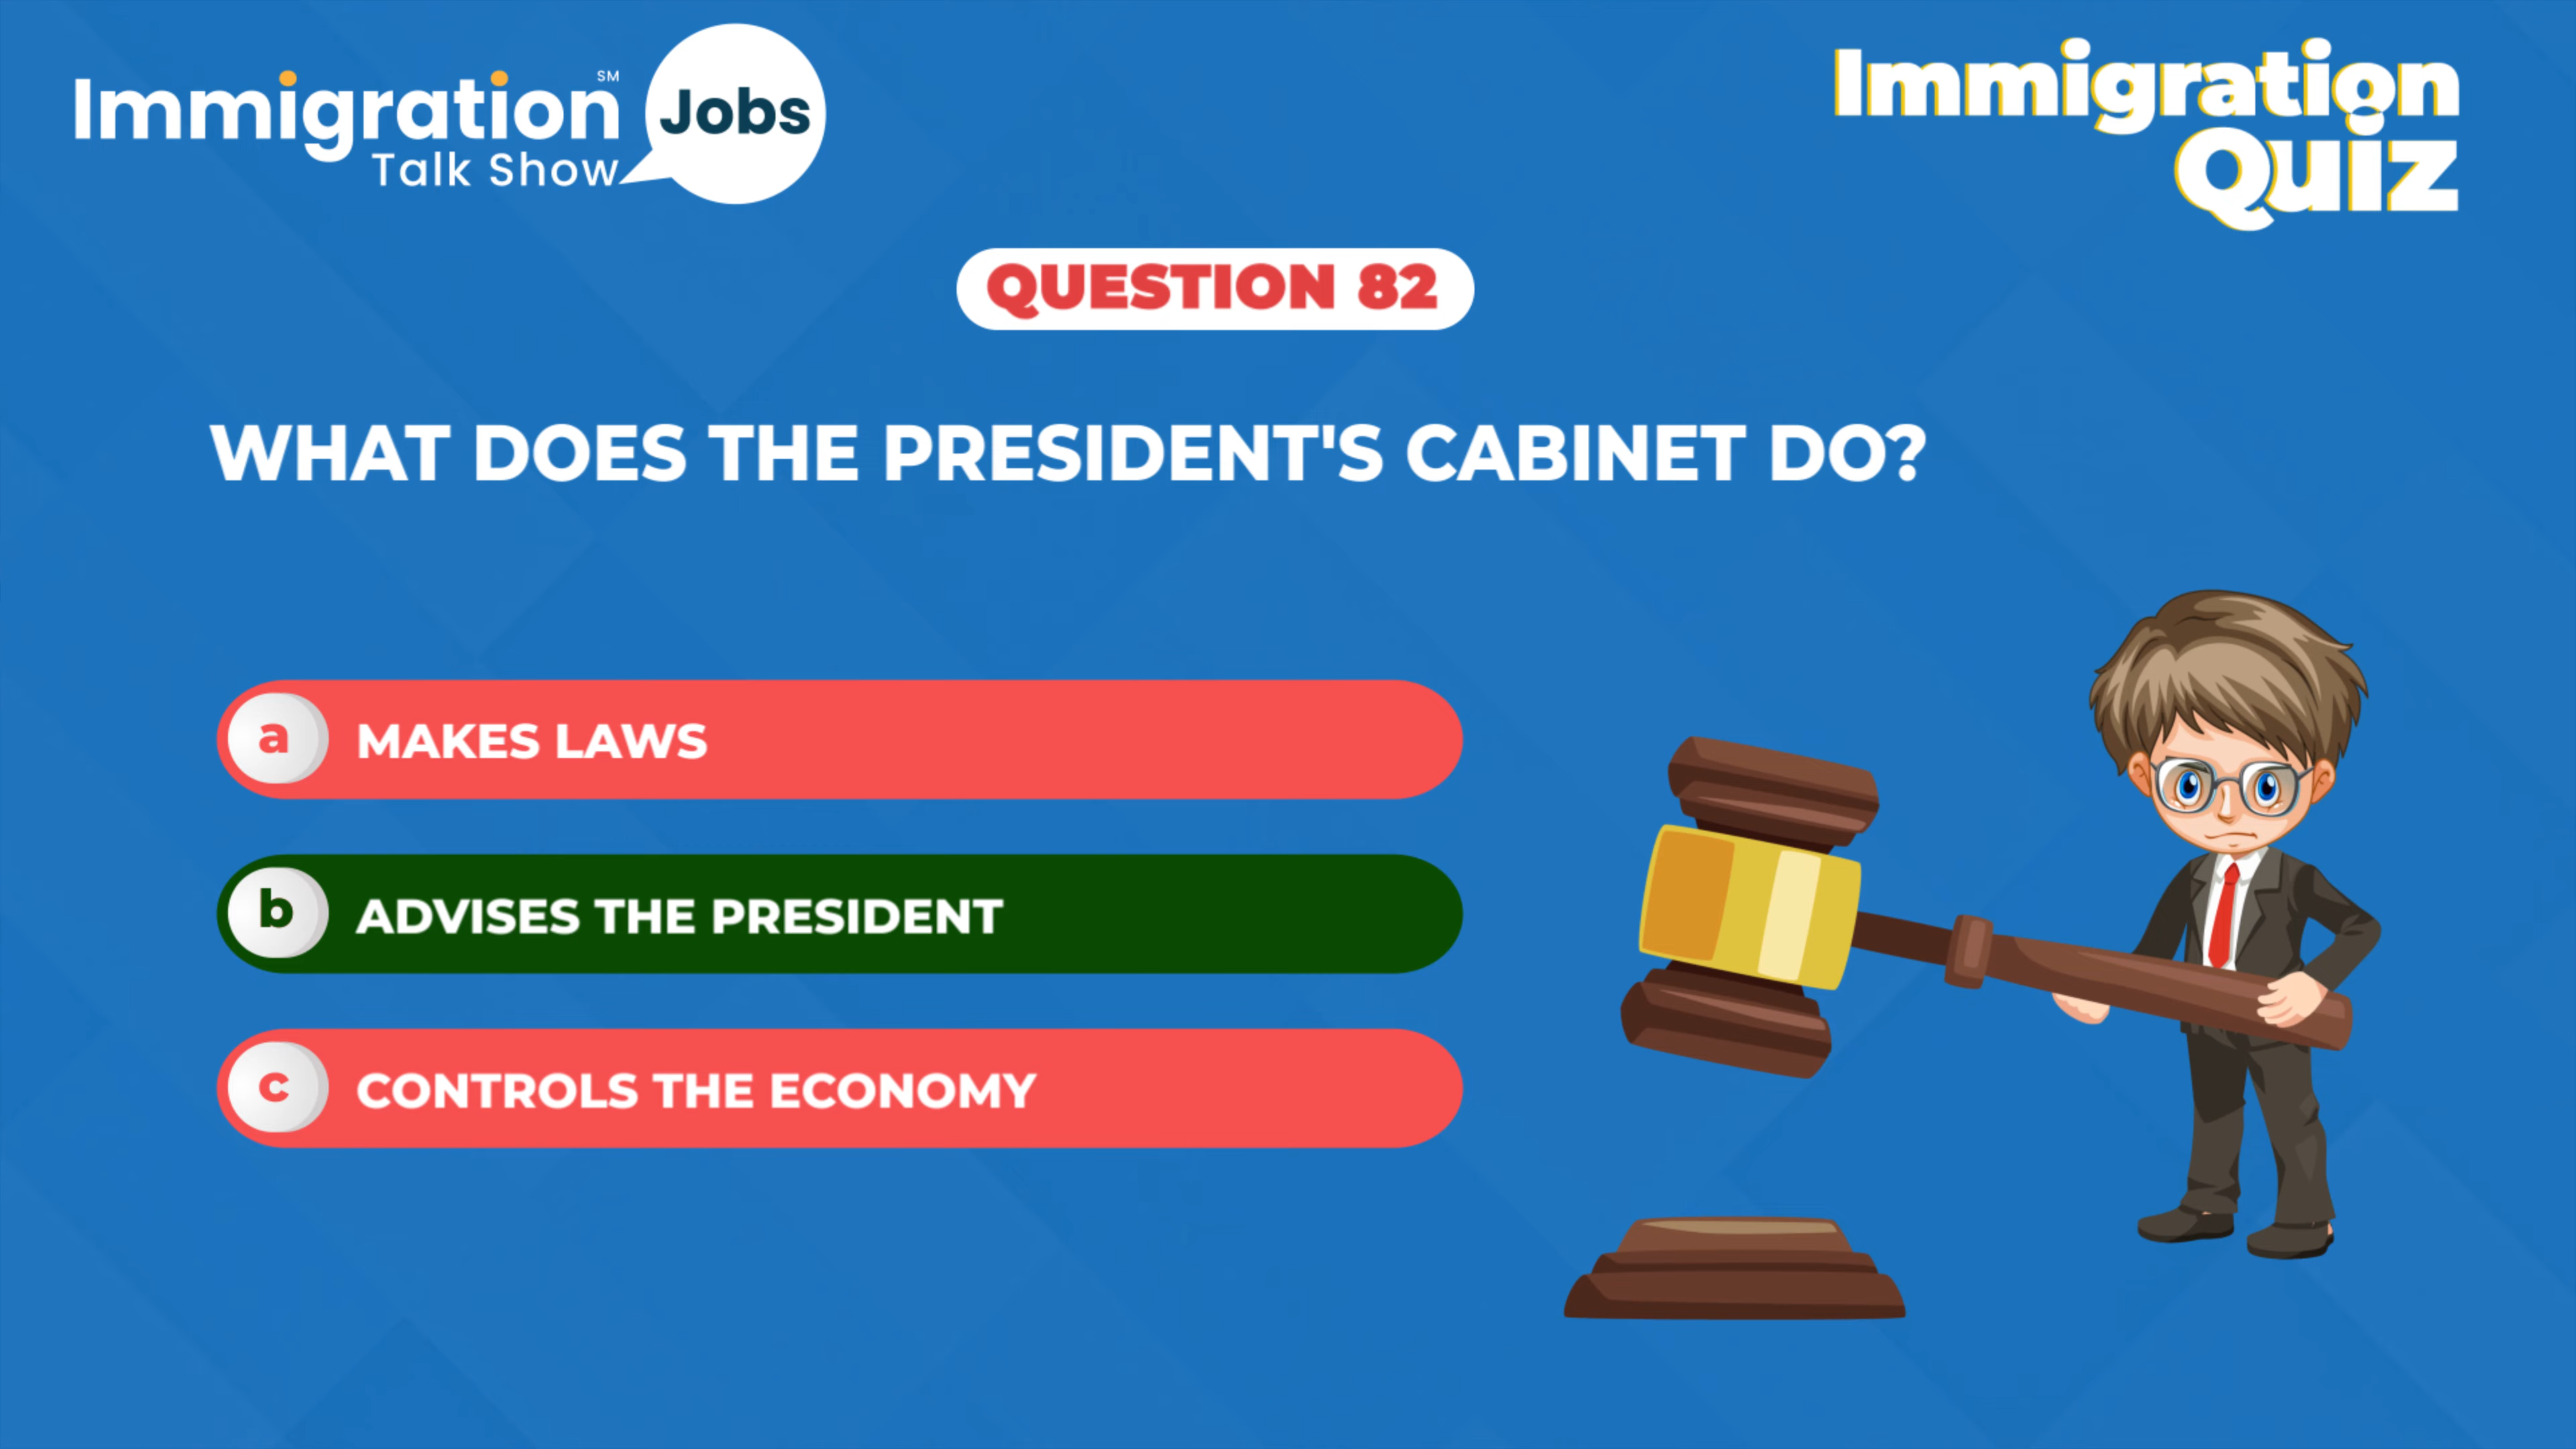 Immigration℠
Talk Show
Jobs
Immigration
Quiz
QUESTION 82
WHAT DOES THE PRESIDENT'S CABINET DO?
a MAKES LAWS
b ADVISES THE PRESIDENT
c CONTROLS THE ECONOMY